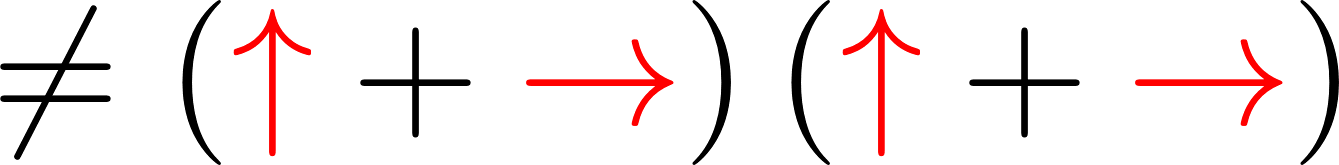 ≠ (↑ + →) (↑ + →)